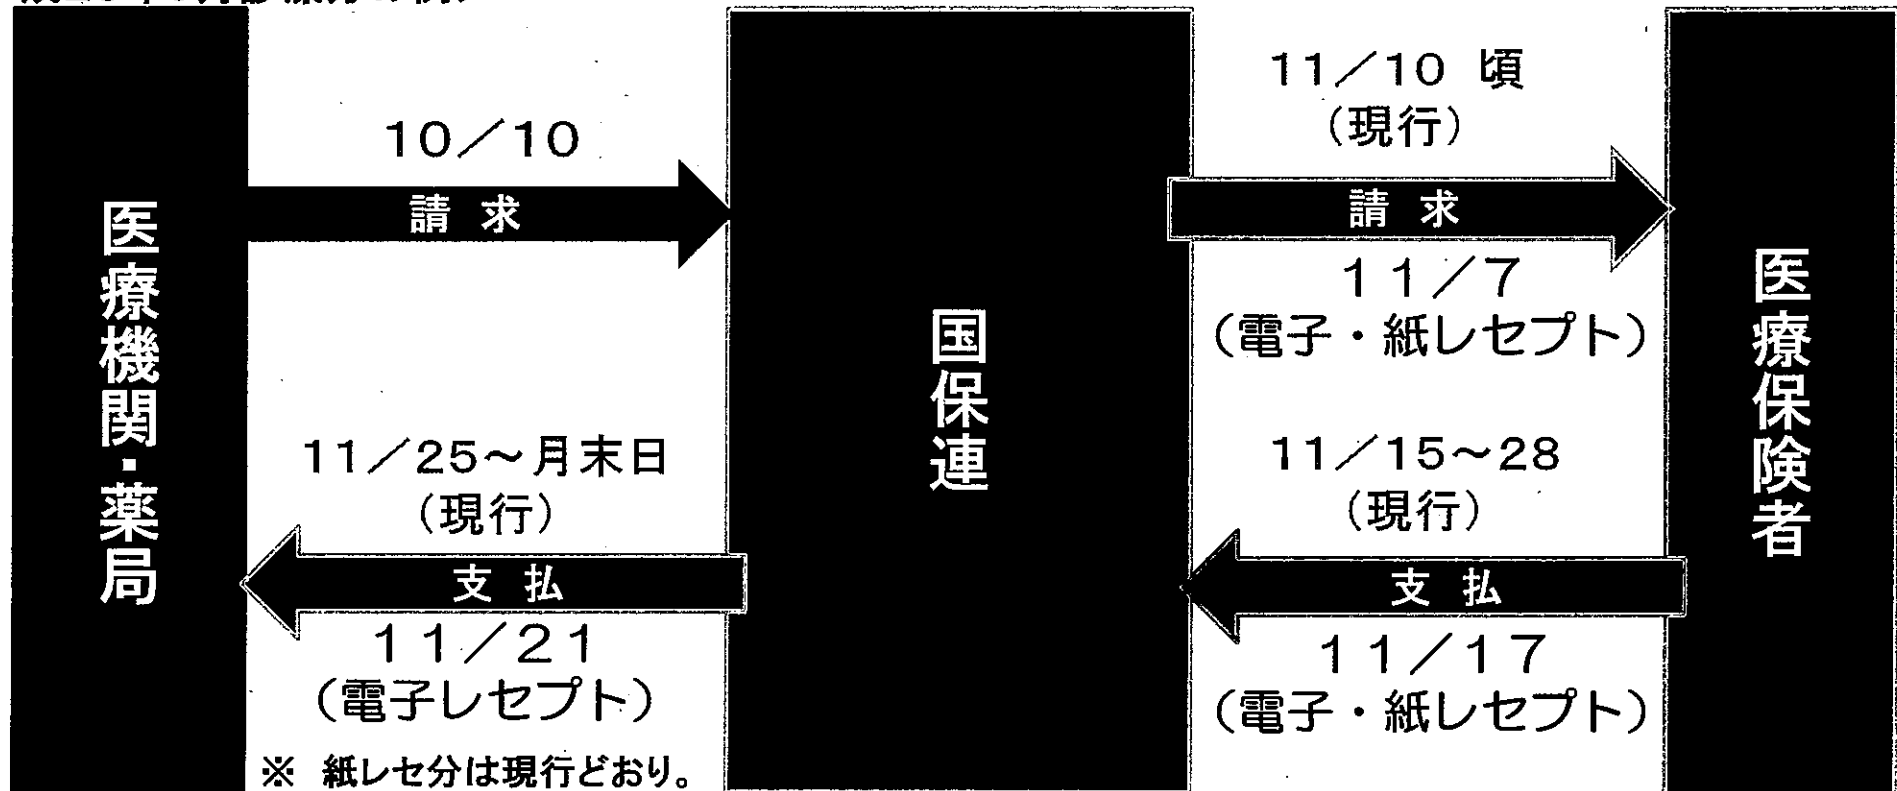 医療機関・薬局
10／10
請 求
11／25～月末日
（現行）
支 払
11／21
（電子レセプト）
※ 紙レセ分は現行どおり。
国保連
11／10 頃
（現行）
請 求
11／7
（電子・紙レセプト）
11／15～28
（現行）
支 払
11／17
（電子・紙レセプト）
医療保険者